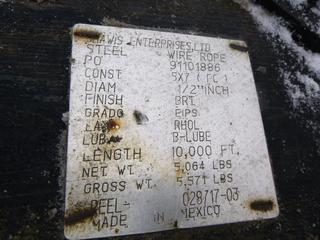 ENTERPRISES, LTD.
STEEL WIRE ROPE
PO 91101886
CONST 5X7 ( FC )
DIAM 1/2" INCH
FINISH BRT
GRADO EIPS
LAY RHOL
LUB B-LUBE
LENGTH 10,000 FT.
NET WT. 5,064 LBS
GROSS WT. 5,571 LBS
REEL- 028717-03
MADE IN MEXICO